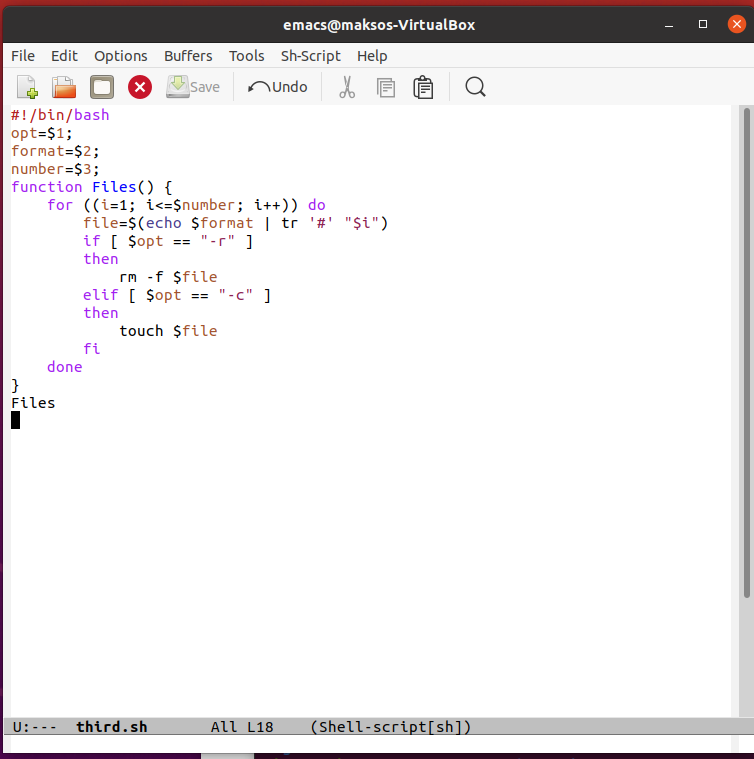 emacs@maksos-VirtualBox
File Edit Options Buffers Tools Sh-Script Help
Save Undo
#!/bin/bash
opt=$1;
format=$2;
number=$3;
function Files() {
    for ((i=1; i<=$number; i++)) do
        file=$(echo $format | tr '#' "$i")
        if [ $opt == "-r" ]
        then
            rm -f $file
        elif [ $opt == "-c" ]
        then
            touch $file
        fi
    done
}
Files
U:--- third.sh All L18 (Shell-script[sh])